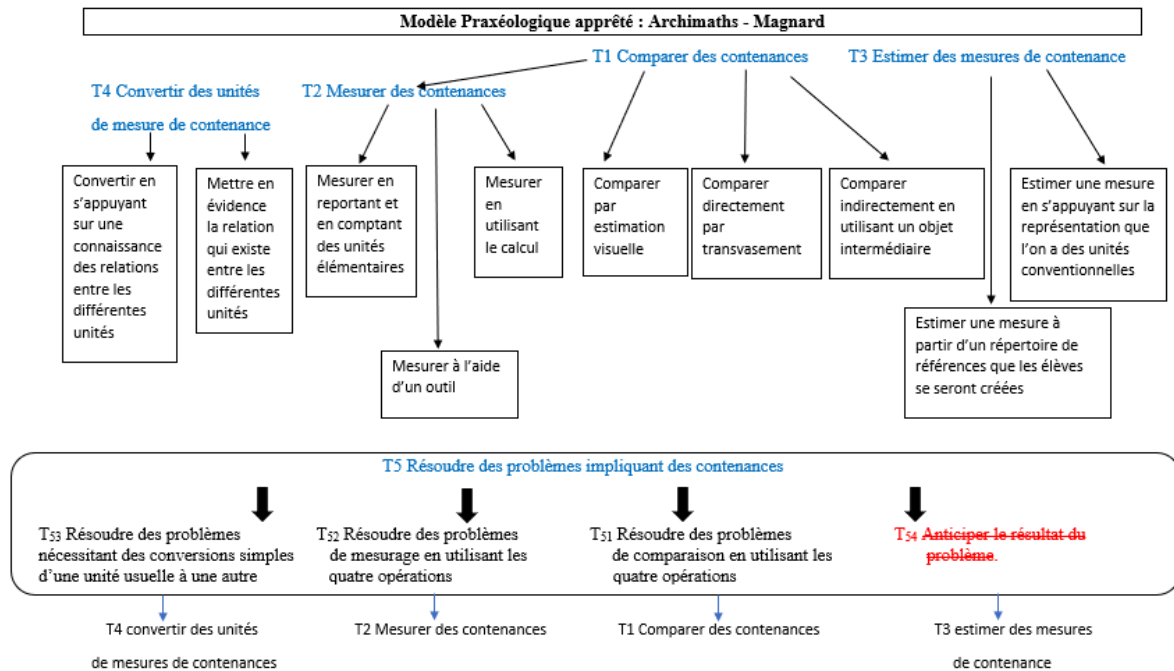 Modèle Praxéologique apprêté : Archimaths - Magnard
T1 Comparer des contenances
T3 Estimer des mesures de contenance
T4 Convertir des unités
de mesure de contenance
T2 Mesurer des contenances
Convertir en
s'appuyant
sur une
connaissance
des relations
entre les
différentes
unités
Mettre en
évidence
la relation
qui existe
entre les
différentes
unités
Mesurer en
reportant et
en comptant
des unités
élémentaires
Mesurer
en
utilisant
le calcul
Comparer
par
estimation
visuelle
Comparer
directement
par
transvasement
Comparer
indirectement en
utilisant un objet
intermédiaire
Estimer une mesure
en s'appuyant sur la
représentation que
l'on a des unités
conventionnelles
Mesurer à l'aide
d'un outil
Estimer une mesure à
partir d'un répertoire de
références que les élèves
se seront créées
T5 Résoudre des problèmes impliquant des contenances
T53 Résoudre des problèmes
nécessitant des conversions simples
d'une unité usuelle à une autre
T52 Résoudre des problèmes
de mesurage en utilisant les
quatre opérations
T51 Résoudre des problèmes
de comparaison en utilisant les
quatre opérations
T54 Anticiper le résultat du
problème.
T4 convertir des unités
de mesures de contenances
T2 Mesurer des contenances
T1 Comparer des contenances
T3 estimer des mesures
de contenance